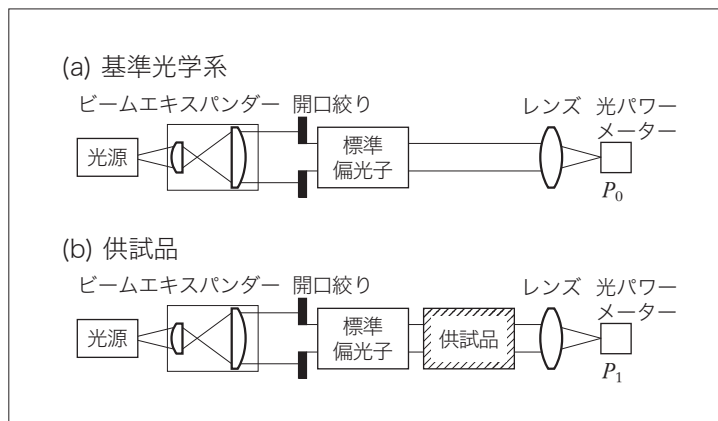 (a) 基準光学系
ビームエキスパンダー 開口絞り
レンズ 光パワー
メーター
光源
標準
偏光子
P0
(b) 供試品
ビームエキスパンダー 開口絞り
レンズ 光パワー
メーター
光源
標準
偏光子
供試品
P1